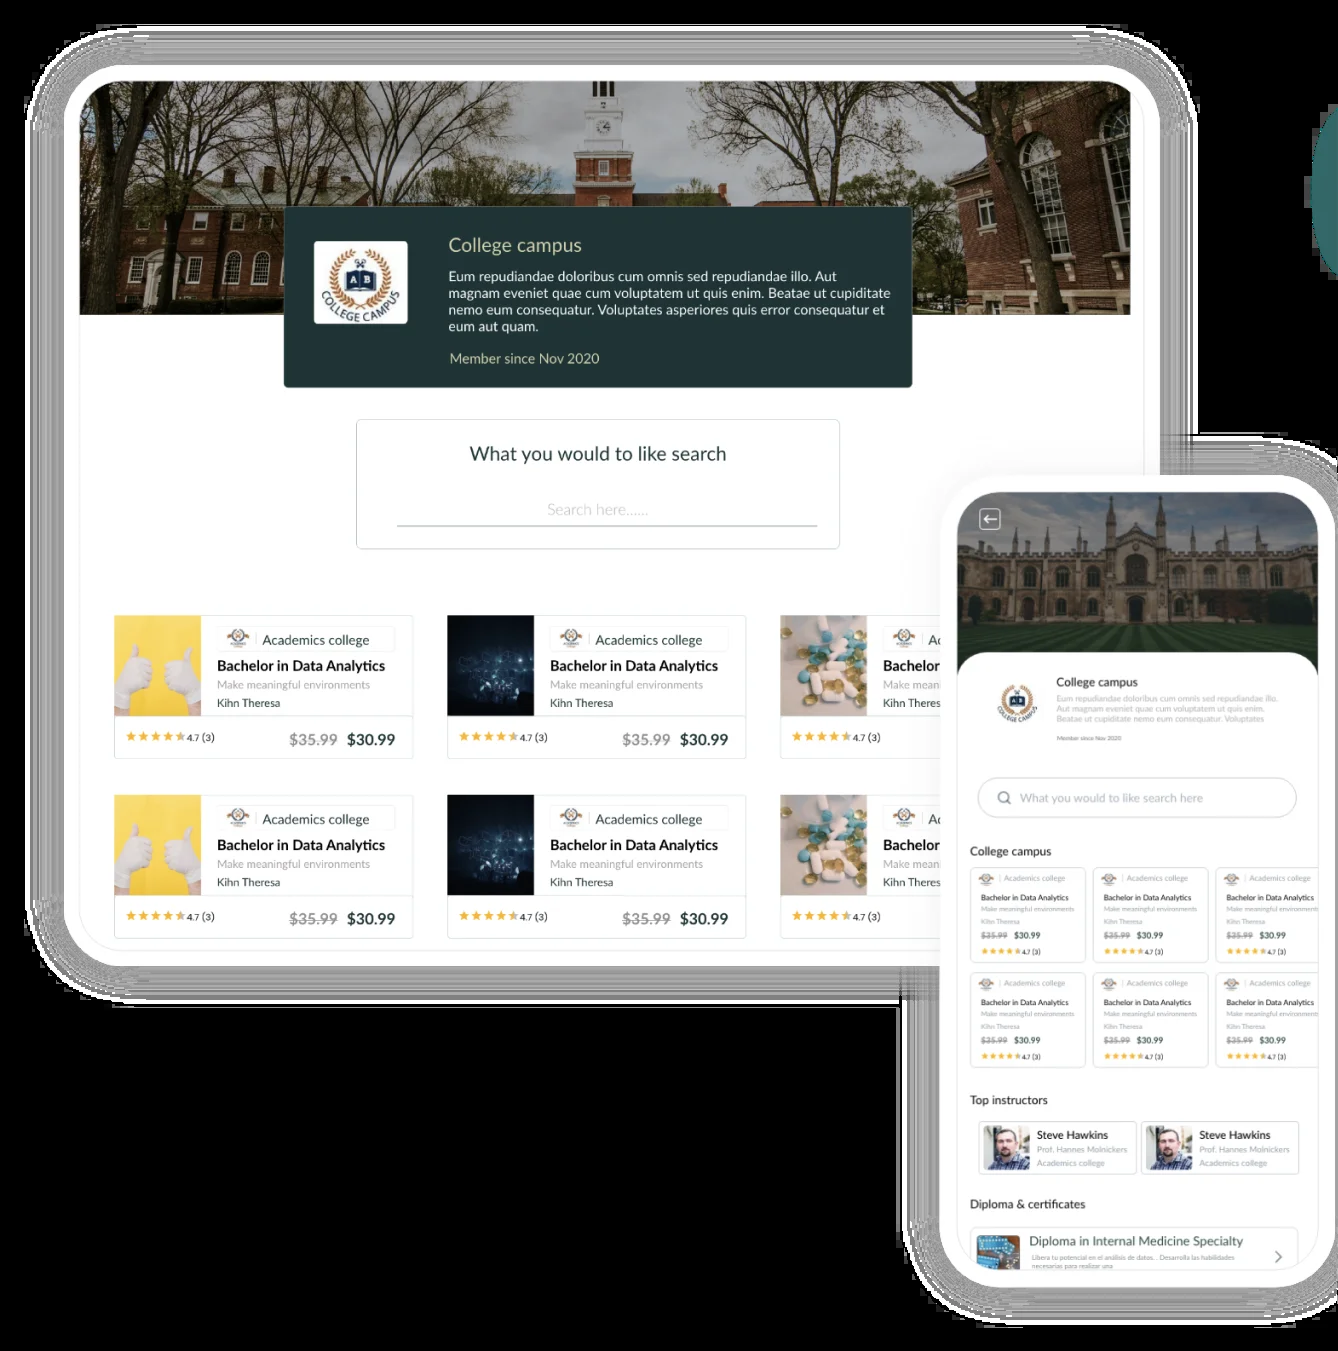 College campus
A B
COLLEGE CAMPUS
Eum repudiandae doloribus cum omnis sed repudiandae illo. Aut
magnam eveniet quae cum voluptatem ut quis enim. Beatae ut cupiditate
nemo eum consequatur. Voluptates asperiores quis error consequatur et
eum aut quam.
Member since Nov 2020
What you would to like search
Search here......
Academics college
Bachelor in Data Analytics
Make meaningful environments
Kihn Theresa
4.7 (3)
$35.99 $30.99
Academics college
Bachelor in Data Analytics
Make meaningful environments
Kihn Theresa
4.7 (3)
$35.99 $30.99
Ac
Bachelor
Make mean
Kihn Theres
4.7 (3)
Academics college
Bachelor in Data Analytics
Make meaningful environments
Kihn Theresa
4.7 (3)
$35.99 $30.99
Academics college
Bachelor in Data Analytics
Make meaningful environments
Kihn Theresa
4.7 (3)
$35.99 $30.99
Ac
Bachelor
Make mean
Kihn Theres
4.7 (3)
College campus
A B
COLLEGE CAMPUS
Eum repudiandae doloribus cum omnis sed repudiandae illo.
Aut magnam eveniet quae cum voluptatem ut quis enim.
Beatae ut cupiditate nemo eum consequatur. Voluptates
Member since Nov 2020
What you would to like search here
College campus
Academics college
Bachelor in Data Analytics
Make meaningful environments
Kihn Theresa
$35.99 $30.99
4.7 (3)
Academics college
Bachelor in Data Analytics
Make meaningful environments
Kihn Theresa
$35.99 $30.99
4.7 (3)
Academics college
Bachelor in Data Analytics
Make meaningful environments
Kihn Theresa
$35.99 $30.99
4.7 (3)
Academics college
Bachelor in Data Analytics
Make meaningful environments
Kihn Theresa
$35.99 $30.99
4.7 (3)
Academics college
Bachelor in Data Analytics
Make meaningful environments
Kihn Theresa
$35.99 $30.99
4.7 (3)
Academics college
Bachelor in Data Analytics
Make meaningful environments
Kihn Theresa
$35.99 $30.99
4.7 (3)
Top instructors
Steve Hawkins
Prof. Hannes Molnickers
Academics college
Steve Hawkins
Prof. Hannes Molnickers
Academics college
Diploma & certificates
Diploma in Internal Medicine Specialty
Libera tu potencial en el análisis de datos... Desarrolla las habilidades
necesarias para realizar una